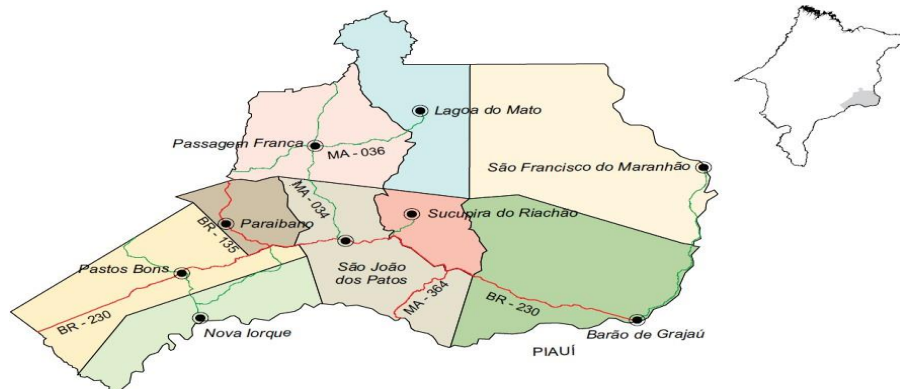 Lagoa do Mato
Passagem Franca
MA - 036
São Francisco do Maranhão
MA - 034
Sucupira do Riachão
Paraibano
BR - 135
São João
dos Patos
Pastos Bons
MA - 364
BR - 230
BR - 230
Nova Iorque
Barão de Grajaú
PIAUÍ